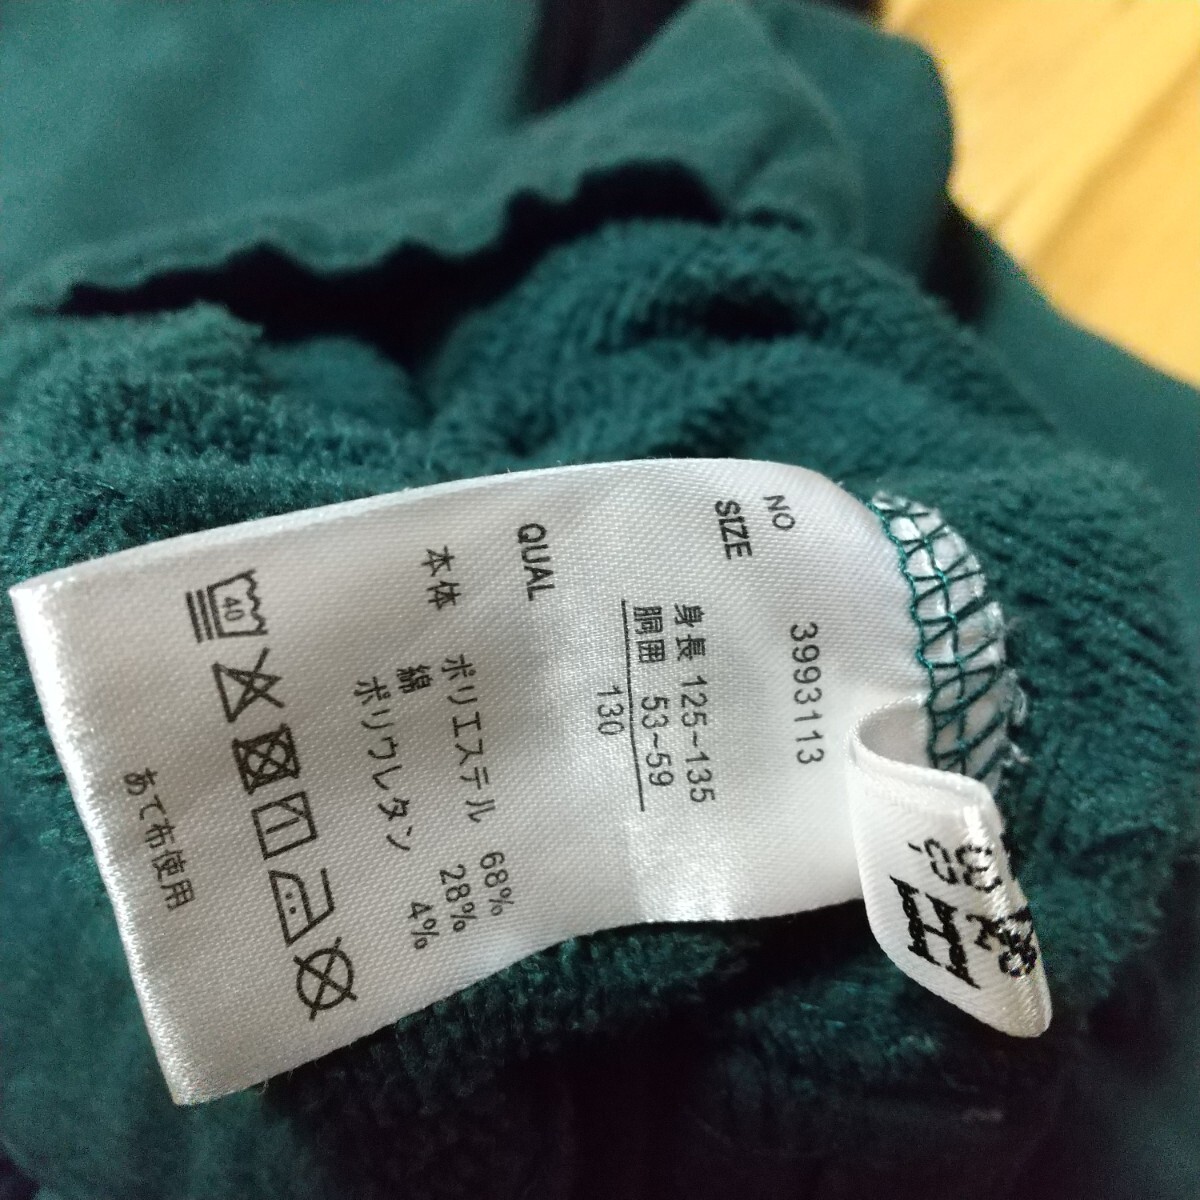 NO 3993113
SIZE
身長 125~135
胴囲 53~59
130
QUAL
本体 ポリエステル 68%
綿 28%
ポリウレタン 4%
40
あて布使用